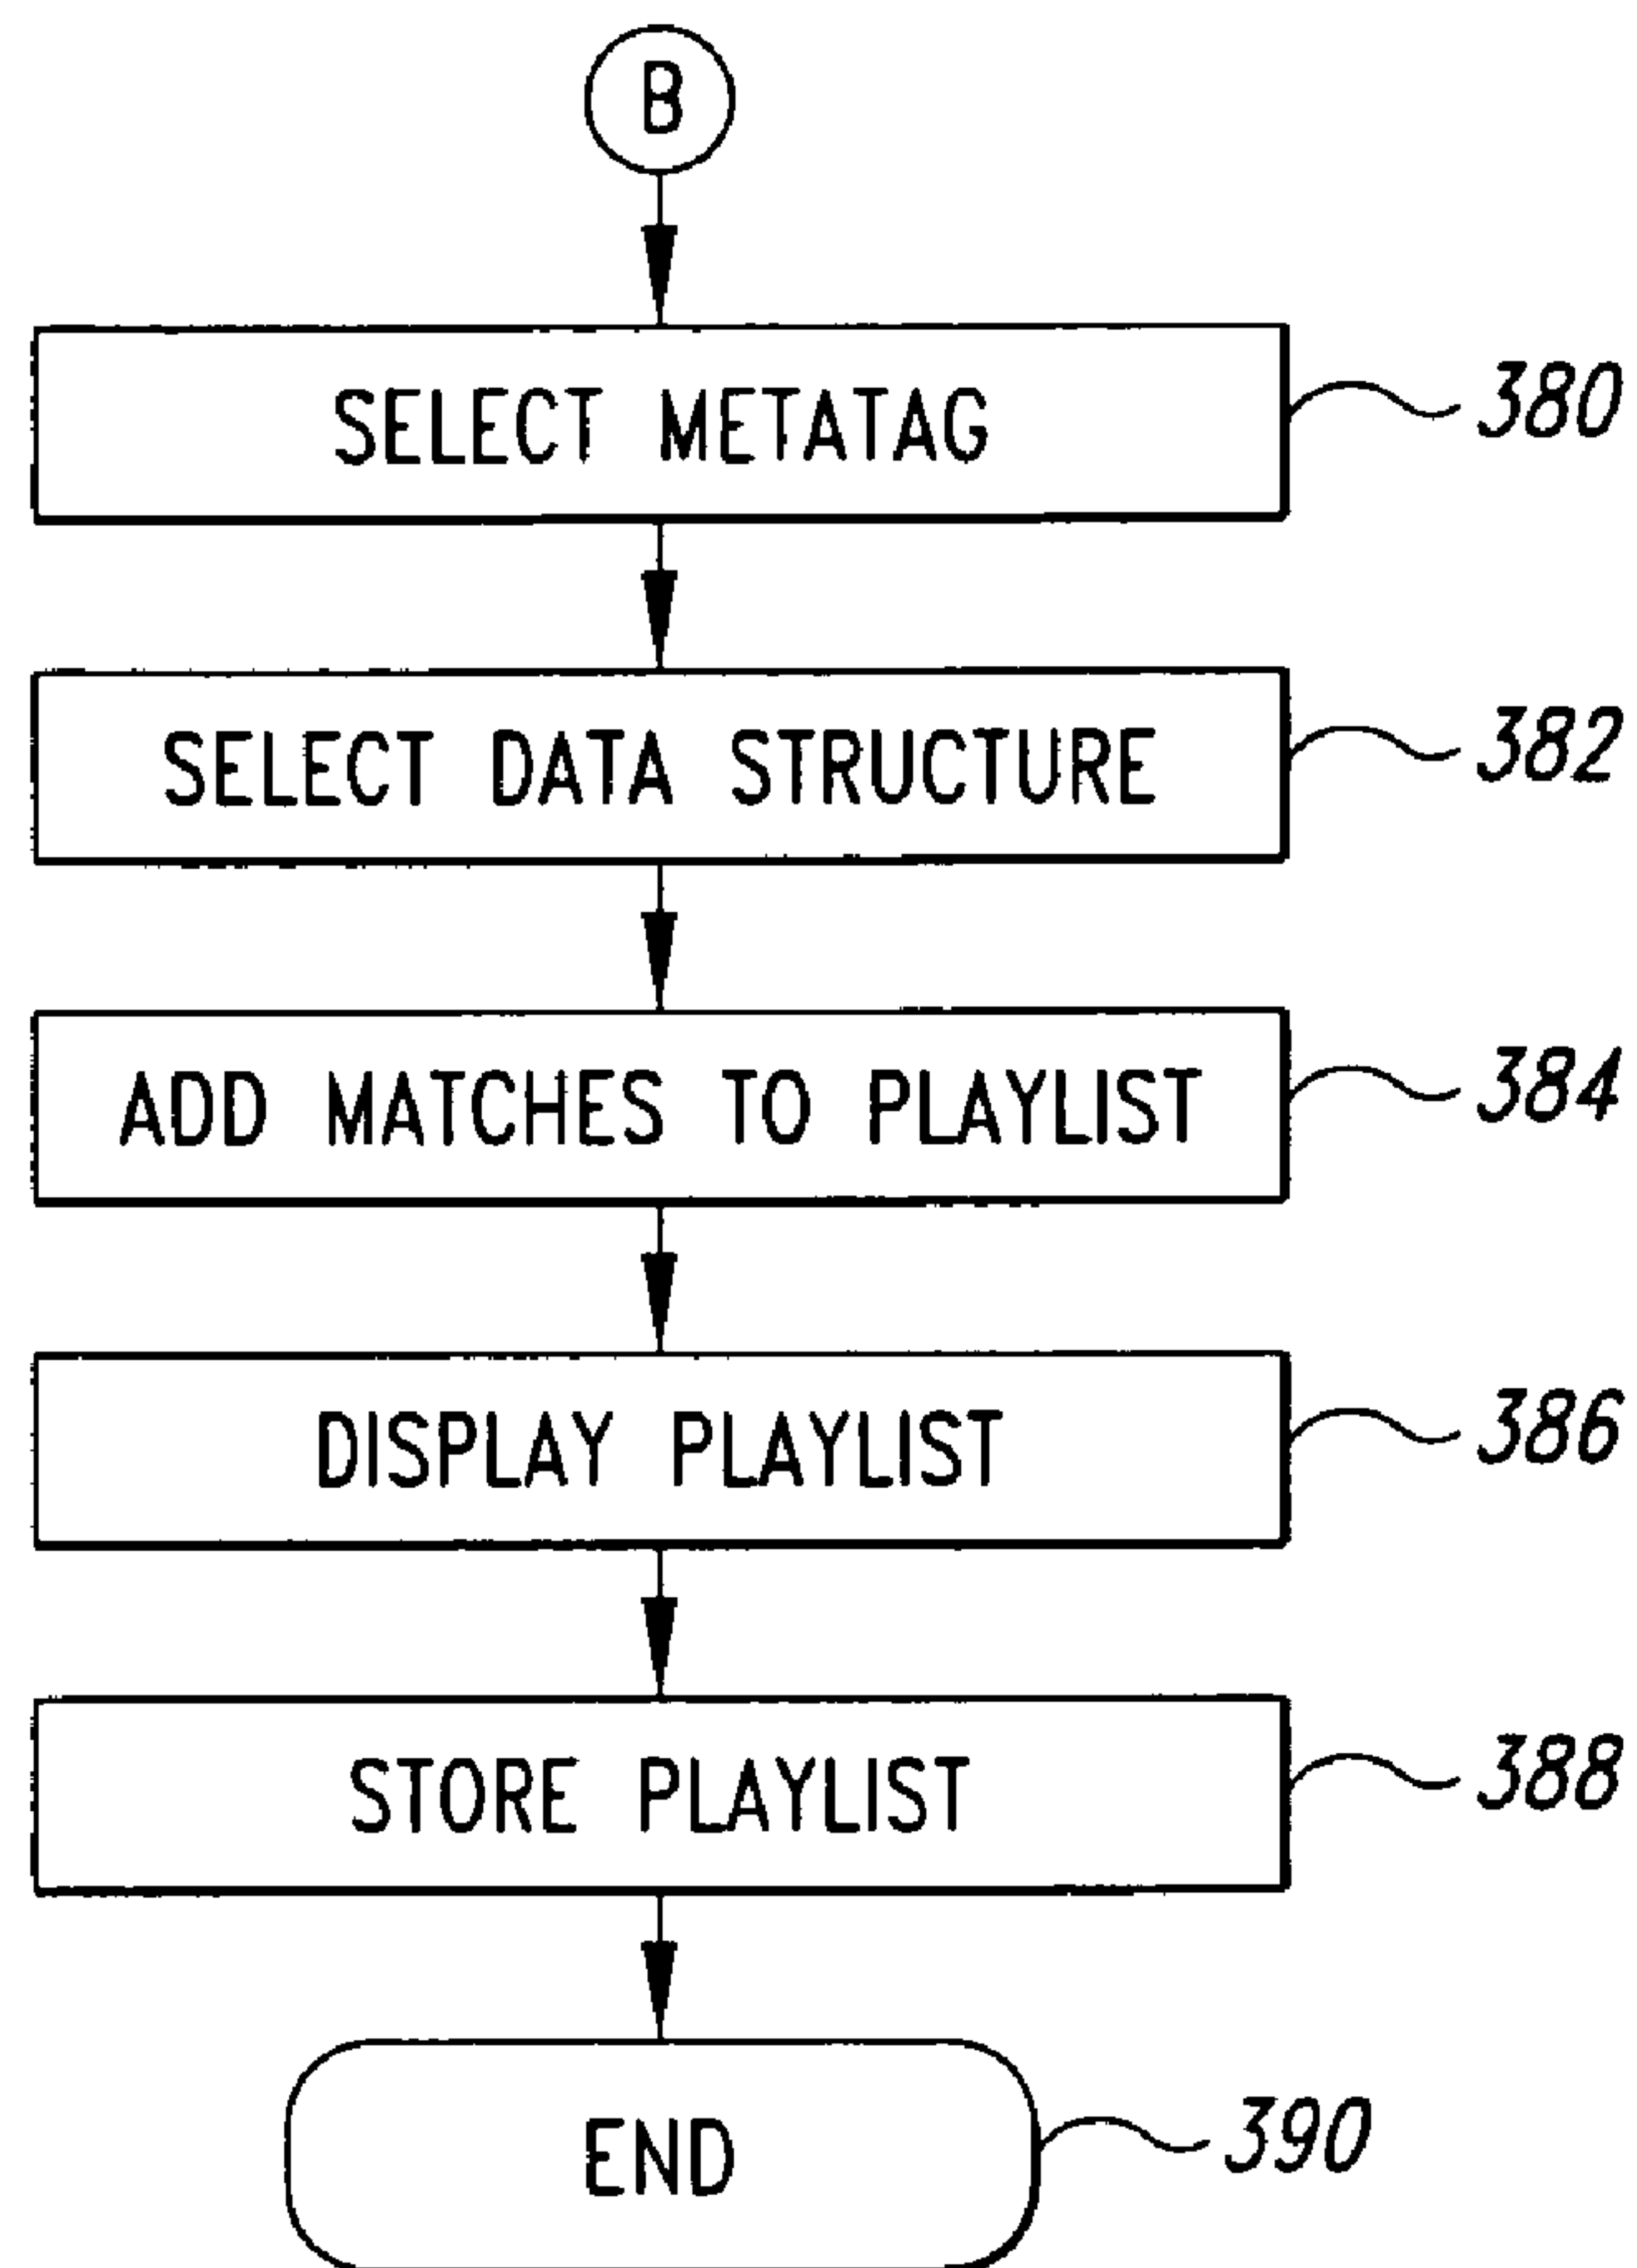 B
SELECT METATAG
380
SELECT DATA STRUCTURE
382
ADD MATCHES TO PLAYLIST
384
DISPLAY PLAYLIST
386
STORE PLAYLIST
388
END
390